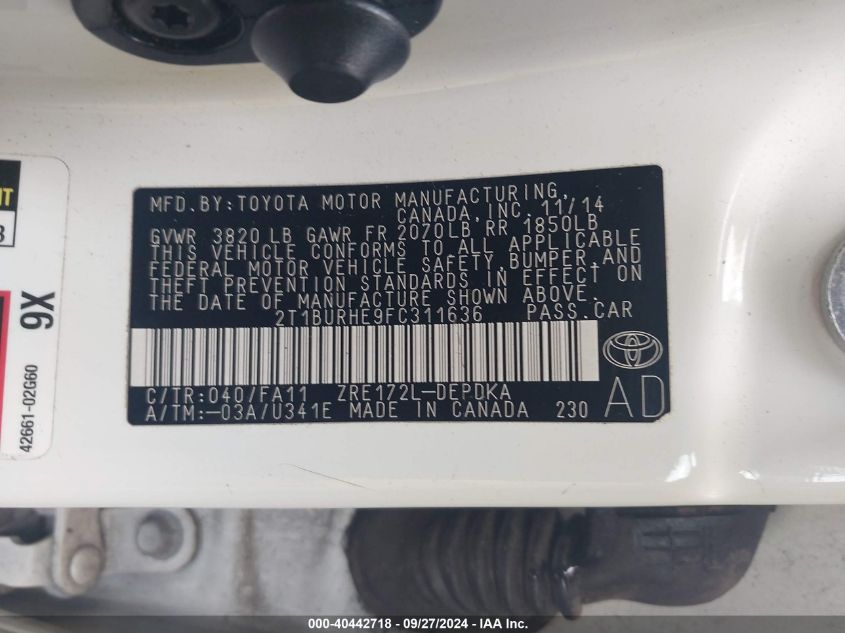 MFD. BY: TOYOTA MOTOR MANUFACTURING,
CANADA, INC. 11/14
GVWR 3820 LB GAWR FR 2070LB RR 1850LB
THIS VEHICLE CONFORMS TO ALL APPLICABLE
FEDERAL MOTOR VEHICLE SAFETY, BUMPER, AND
THEFT PREVENTION STANDARDS IN EFFECT ON
THE DATE OF MANUFACTURE SHOWN ABOVE.
2T1BURHE9FC311636 PASS. CAR
C/TR: 040/FA11 ZRE172L-DEPDKA
A/TM: -03A/U341E MADE IN CANADA 230
AD
9X
42661-02G60
000-40442718 - 09/27/2024 - IAA Inc.